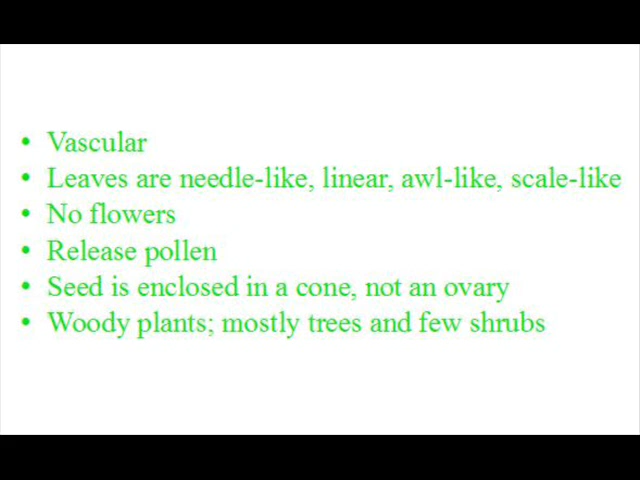 • Vascular
• Leaves are needle-like, linear, awl-like, scale-like
• No flowers
• Release pollen
• Seed is enclosed in a cone, not an ovary
• Woody plants; mostly trees and few shrubs